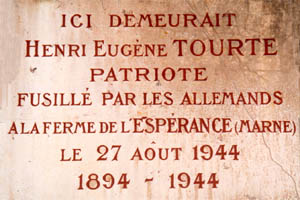 ICI DEMEURAIT
HENRI EUGÈNE TOURTE
PATRIOTE
FUSILLÉ PAR LES ALLEMANDS
A LA FERME DE L'ESPÉRANCE (MARNE)
LE 27 AOÛT 1944
1894 - 1944